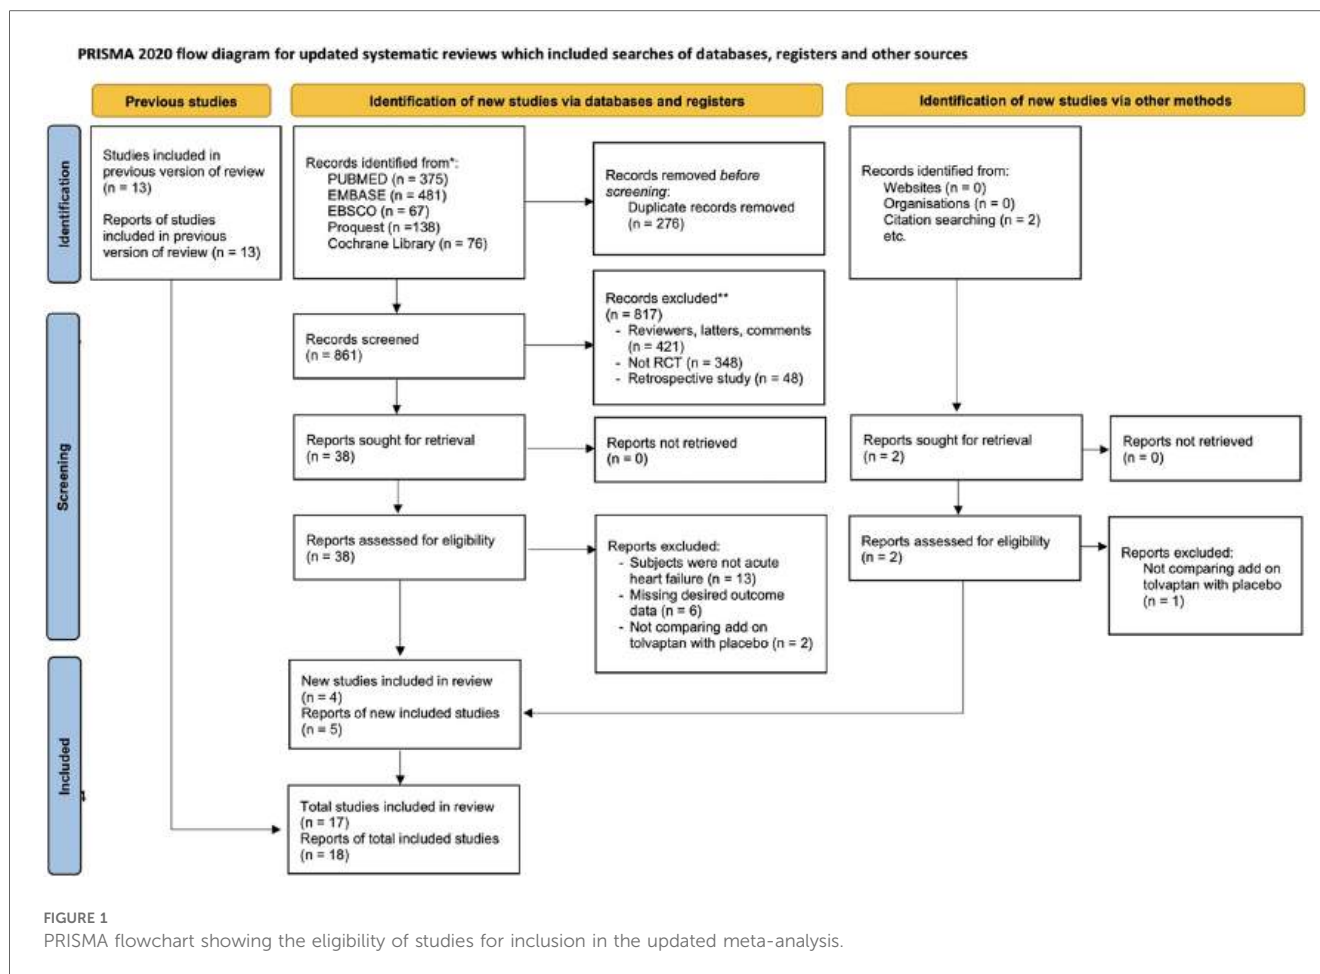 PRISMA 2020 flow diagram for updated systematic reviews which included searches of databases, registers and other sources
Previous studies
Identification of new studies via databases and registers
Identification of new studies via other methods
Identification
Studies included in
previous version of review
(n = 13)
Reports of studies
included in previous
version of review (n = 13)
Records identified from*:
PUBMED (n = 375)
EMBASE (n = 481)
EBSCO (n = 67)
Proquest (n =138)
Cochrane Library (n = 76)
Records removed before
screening:
Duplicate records removed
(n = 276)
Records identified from:
Websites (n = 0)
Organisations (n = 0)
Citation searching (n = 2)
etc.
Screening
Records screened
(n = 861)
Records excluded**
(n = 817)
- Reviewers, latters, comments
(n = 421)
- Not RCT (n = 348)
- Retrospective study (n = 48)
Reports sought for retrieval
(n = 38)
Reports not retrieved
(n = 0)
Reports sought for retrieval
(n = 2)
Reports not retrieved
(n = 0)
Reports assessed for eligibility
(n = 38)
Reports excluded:
- Subjects were not acute
heart failure (n = 13)
- Missing desired outcome
data (n = 6)
- Not comparing add on
tolvaptan with placebo (n = 2)
Reports assessed for eligibility
(n = 2)
Reports excluded:
Not comparing add on
tolvaptan with placebo
(n = 1)
Included
New studies included in review
(n = 4)
Reports of new included studies
(n = 5)
Total studies included in review
(n = 17)
Reports of total included studies
(n = 18)
FIGURE 1
PRISMA flowchart showing the eligibility of studies for inclusion in the updated meta-analysis.